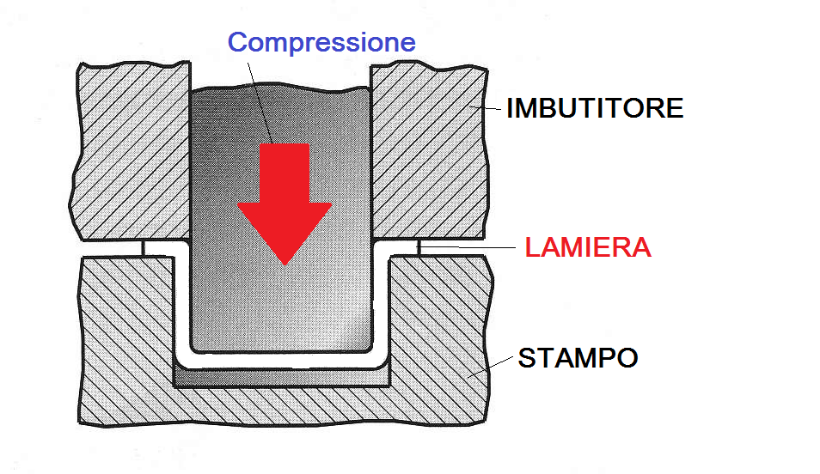 Compressione
IMBUTITORE
LAMIERA
STAMPO